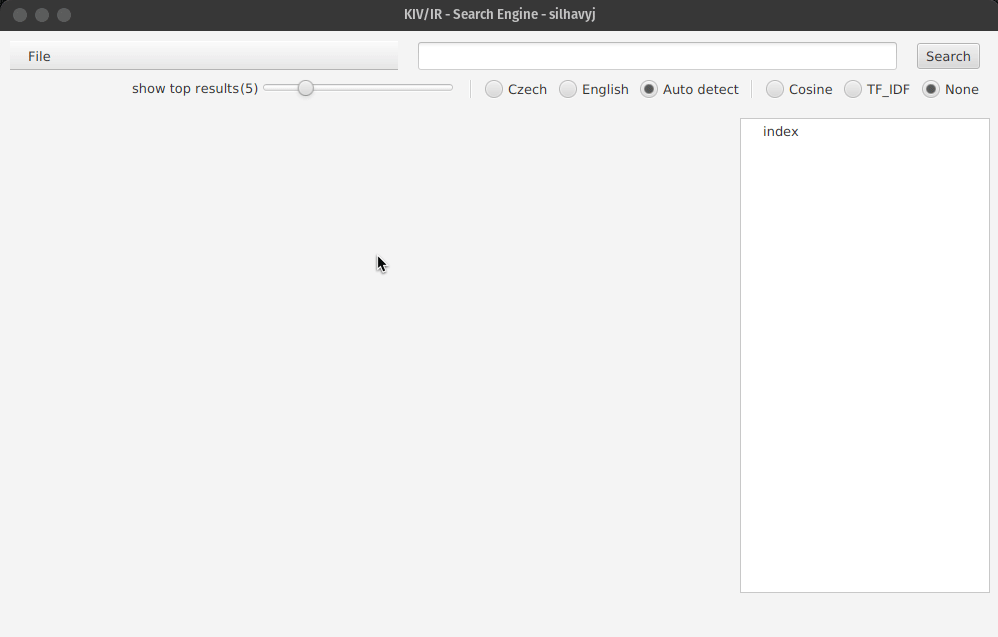 KIV/IR - Search Engine - silhavyj
File
Search
show top results(5) Czech English Auto detect Cosine TF_IDF None
index